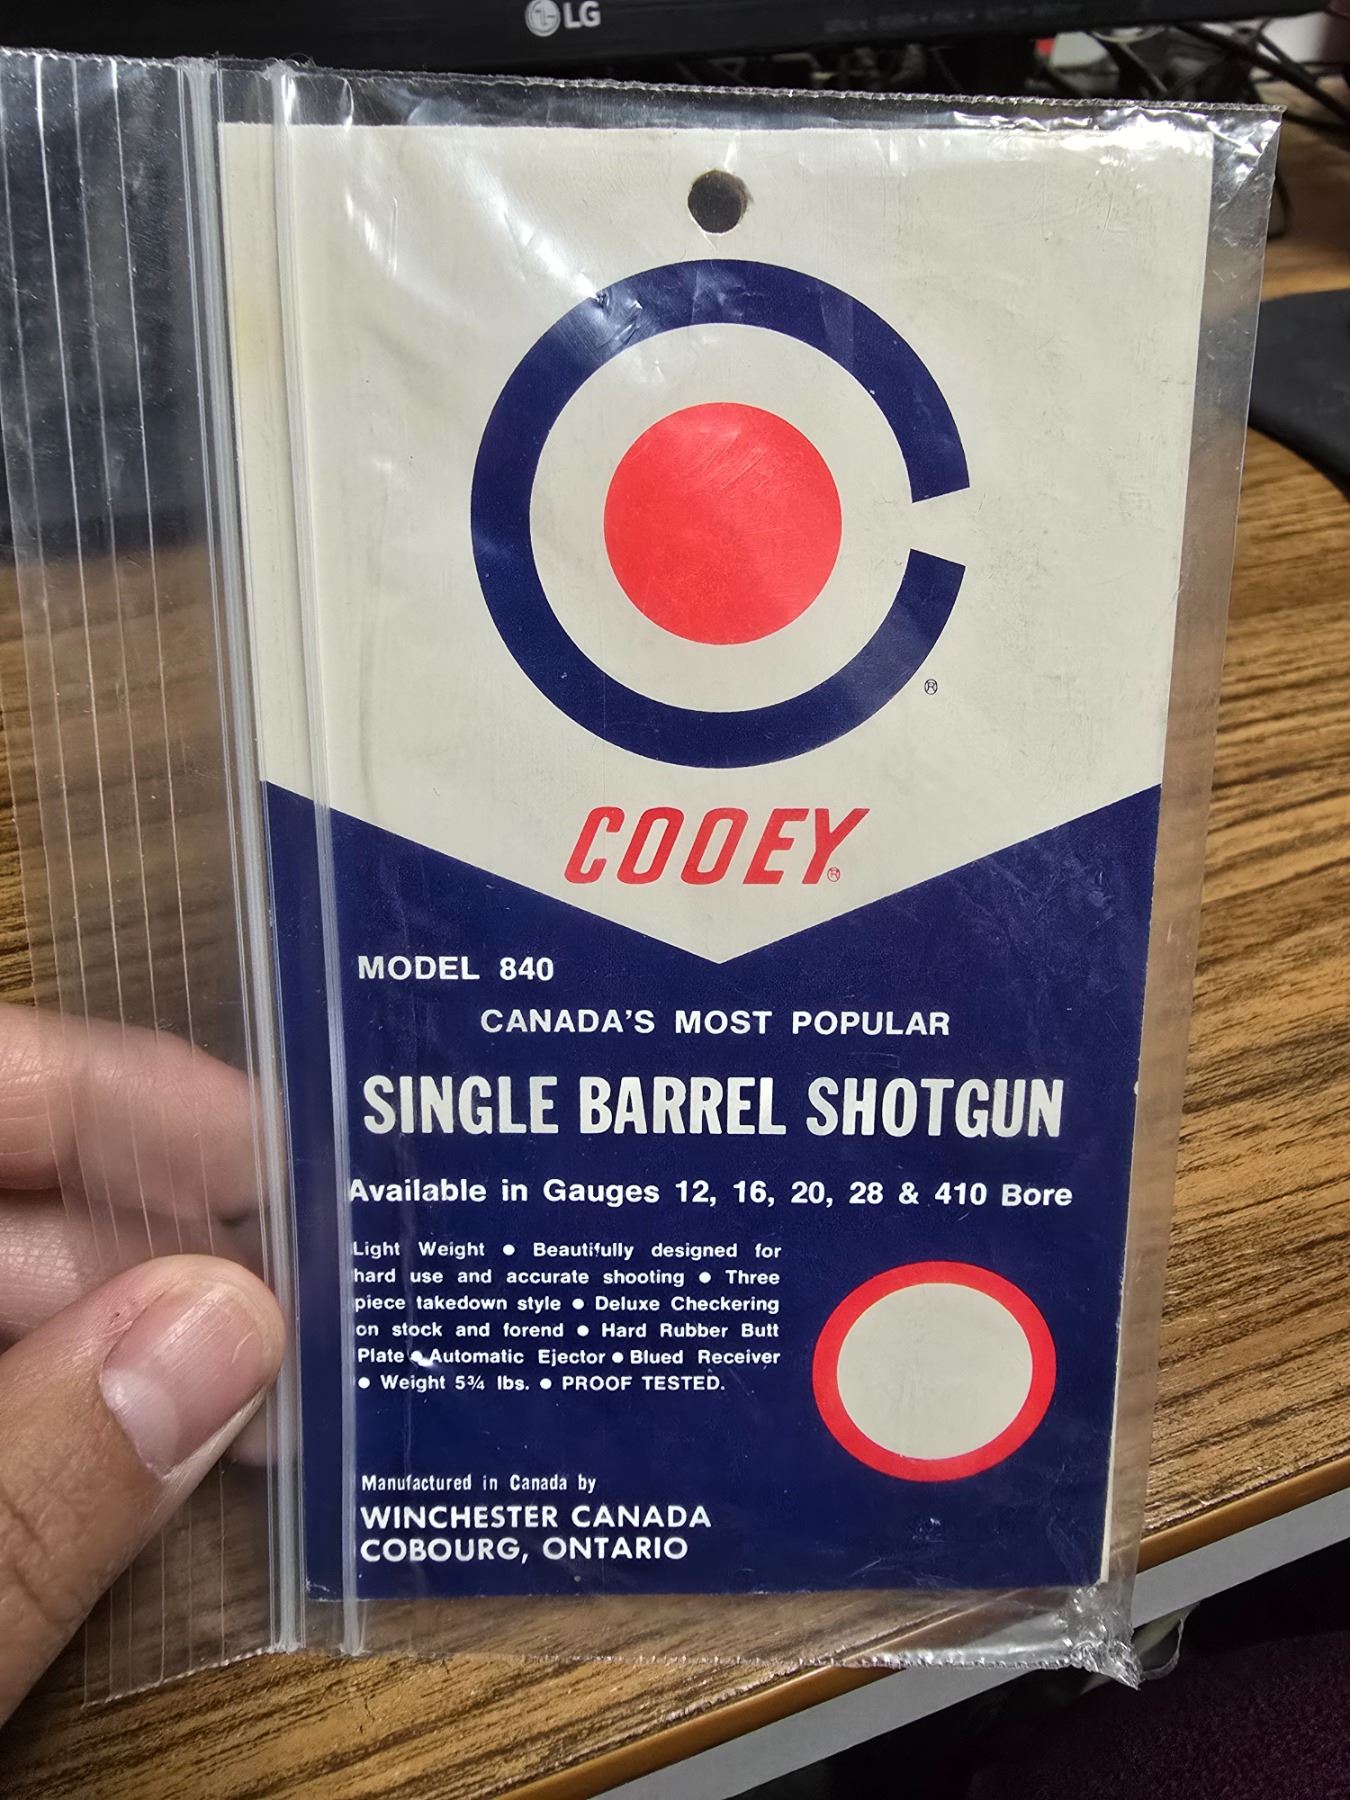 LG
®
COOEY®
MODEL 840
CANADA'S MOST POPULAR
SINGLE BARREL SHOTGUN
Available in Gauges 12, 16, 20, 28 & 410 Bore
Light Weight • Beautifully designed for
hard use and accurate shooting • Three
piece takedown style • Deluxe Checkering
on stock and forend • Hard Rubber Butt
Plate • Automatic Ejector • Blued Receiver
• Weight 5¾ lbs. • PROOF TESTED.
Manufactured in Canada by
WINCHESTER CANADA
COBOURG, ONTARIO